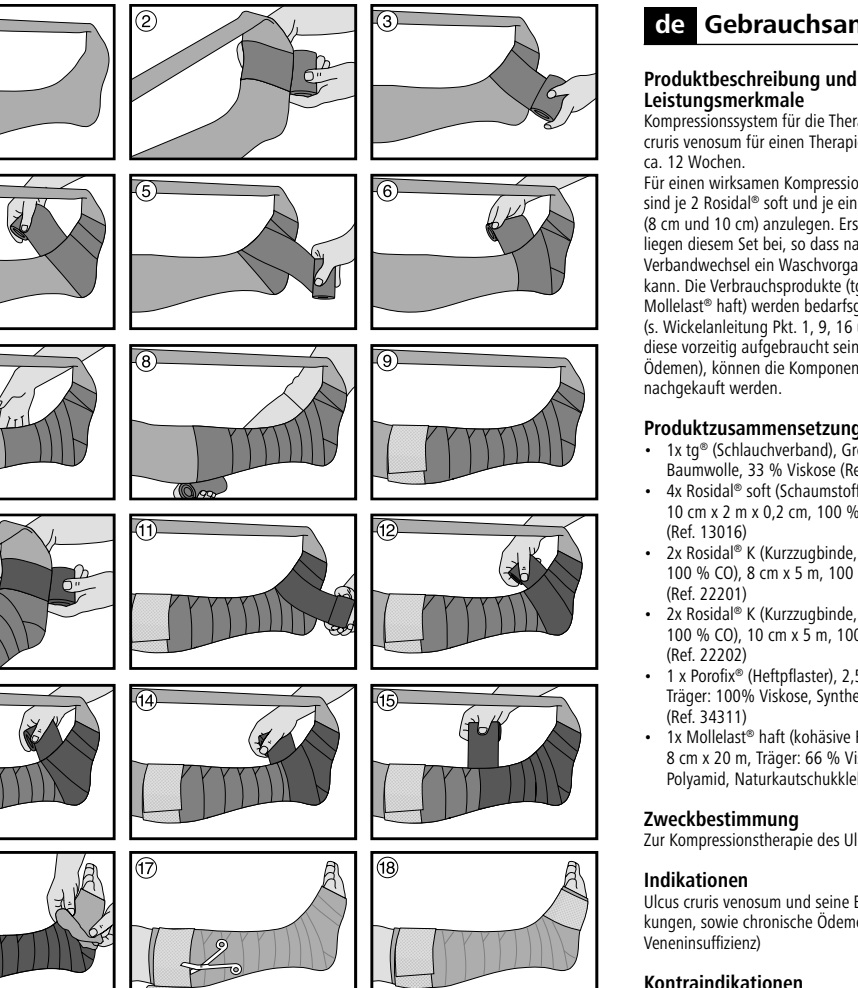 2
3
5
6
8
9
11
12
14
15
17
18
de Gebrauchsan
Produktbeschreibung und
Leistungsmerkmale
Kompressionssystem für die Thera
cruris venosum für einen Therapie
ca. 12 Wochen.
Für einen wirksamen Kompressio
sind je 2 Rosidal® soft und je ein
(8 cm und 10 cm) anzulegen. Ers
liegen diesem Set bei, so dass na
Verbandwechsel ein Waschvorga
kann. Die Verbrauchsprodukte (tg
Mollelast® haft) werden bedarfsg
(s. Wickelanleitung Pkt. 1, 9, 16
diese vorzeitig aufgebraucht sein
Ödemen), können die Komponen
nachgekauft werden.
Produktzusammensetzung
• 1x tg® (Schlauchverband), Grö
Baumwolle, 33 % Viskose (Re
• 4x Rosidal® soft (Schaumstoff
10 cm x 2 m x 0,2 cm, 100 %
(Ref. 13016)
• 2x Rosidal® K (Kurzzugbinde,
100 % CO), 8 cm x 5 m, 100
(Ref. 22201)
• 2x Rosidal® K (Kurzzugbinde,
100 % CO), 10 cm x 5 m, 100
(Ref. 22202)
• 1 x Porofix® (Heftpflaster), 2,5
Träger: 100% Viskose, Synthe
(Ref. 34311)
• 1x Mollelast® haft (kohäsive
8 cm x 20 m, Träger: 66 % Vi
Polyamid, Naturkautschukkle
Zweckbestimmung
Zur Kompressionstherapie des Ul
Indikationen
Ulcus cruris venosum und seine B
kungen, sowie chronische Ödeme
Veneninsuffizienz)
Kontraindikationen